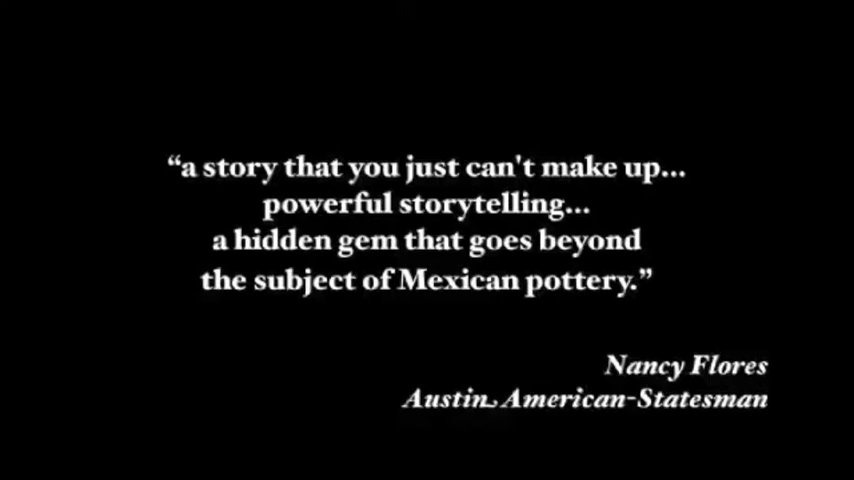 “a story that you just can't make up...
powerful storytelling...
a hidden gem that goes beyond
the subject of Mexican pottery.”
Nancy Flores
Austin American-Statesman